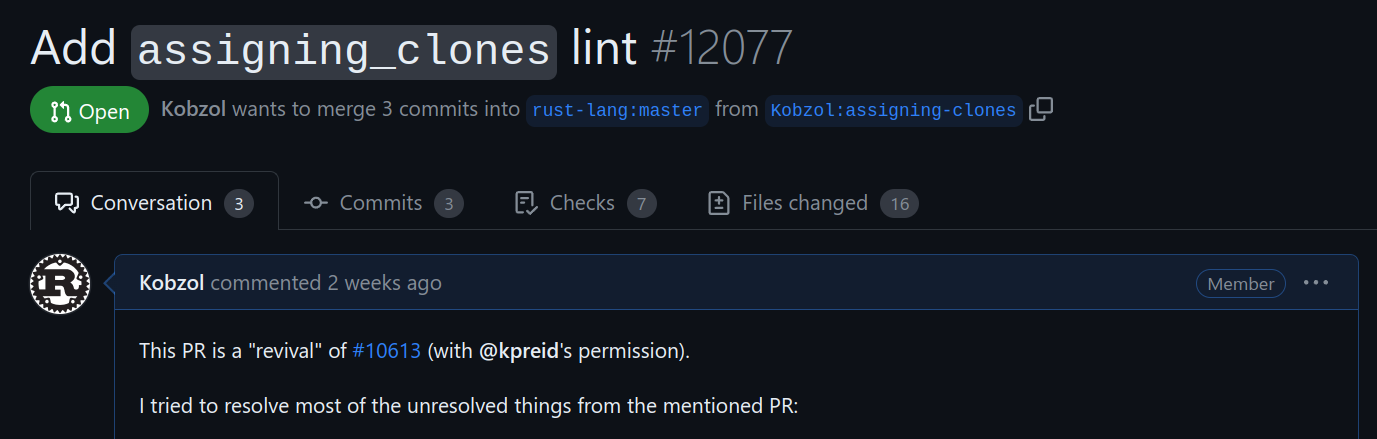 Add assigning_clones lint #12077
Open Kobzol wants to merge 3 commits into rust-lang:master from Kobzol:assigning-clones
Conversation 3 Commits 3 Checks 7 Files changed 16
R
Kobzol commented 2 weeks ago Member
This PR is a "revival" of #10613 (with @kpreid's permission).
I tried to resolve most of the unresolved things from the mentioned PR: